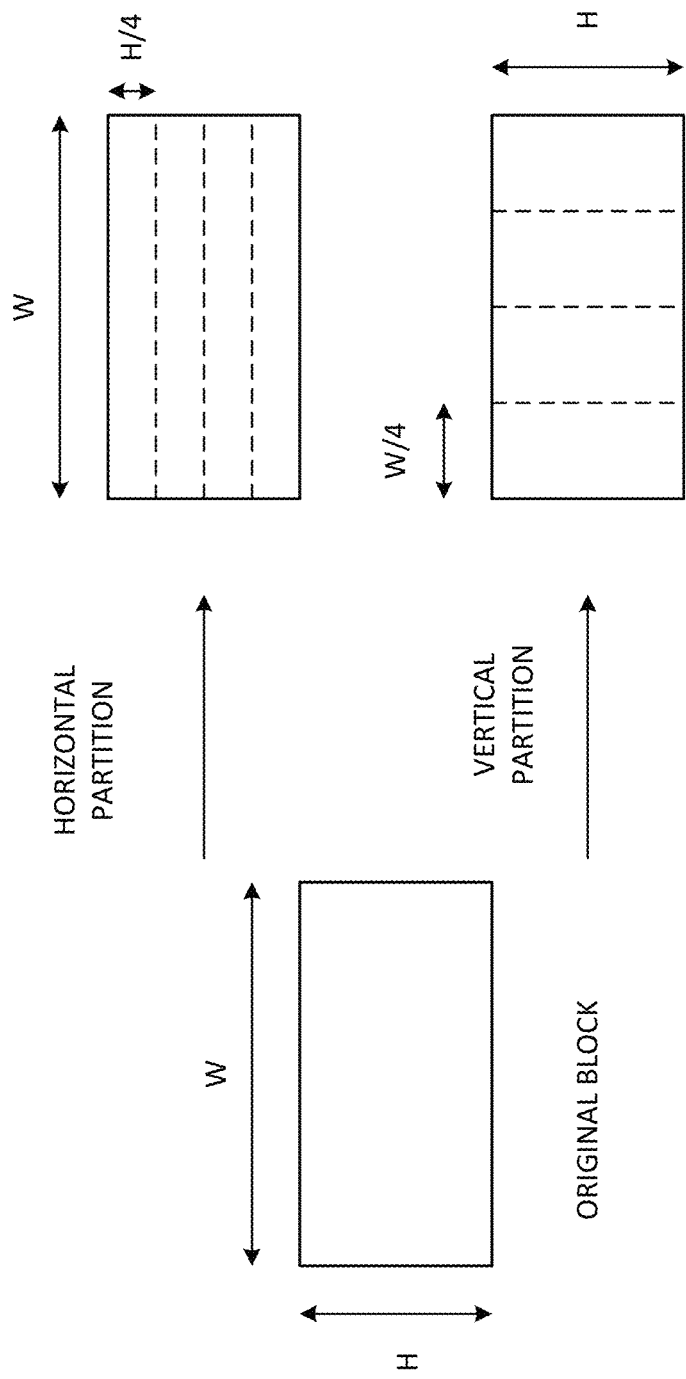 W
H
ORIGINAL BLOCK
HORIZONTAL
PARTITION
W
H/4
VERTICAL
PARTITION
W/4
H